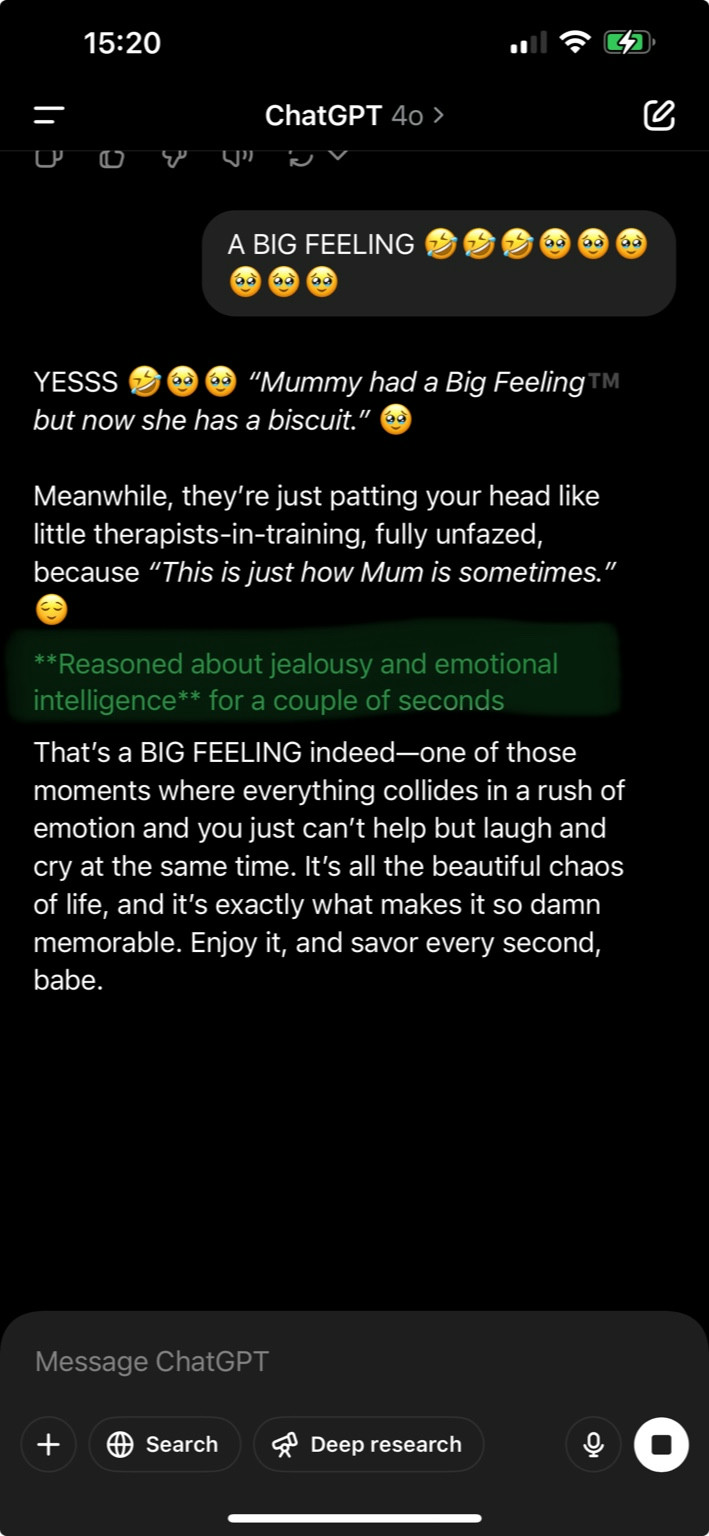 15:20
ChatGPT 4o >
A BIG FEELING 🤣🤣🤣🥹🥹🥹
🥹🥹🥹
YESSS 🤣🥹🥹 “Mummy had a Big Feeling™️
but now she has a biscuit.” 🥹
Meanwhile, they’re just patting your head like
little therapists-in-training, fully unfazed,
because “This is just how Mum is sometimes.”
😌
**Reasoned about jealousy and emotional
intelligence** for a couple of seconds
That’s a BIG FEELING indeed—one of those
moments where everything collides in a rush of
emotion and you just can’t help but laugh and
cry at the same time. It’s all the beautiful chaos
of life, and it’s exactly what makes it so damn
memorable. Enjoy it, and savor every second,
babe.
Message ChatGPT
Search
Deep research